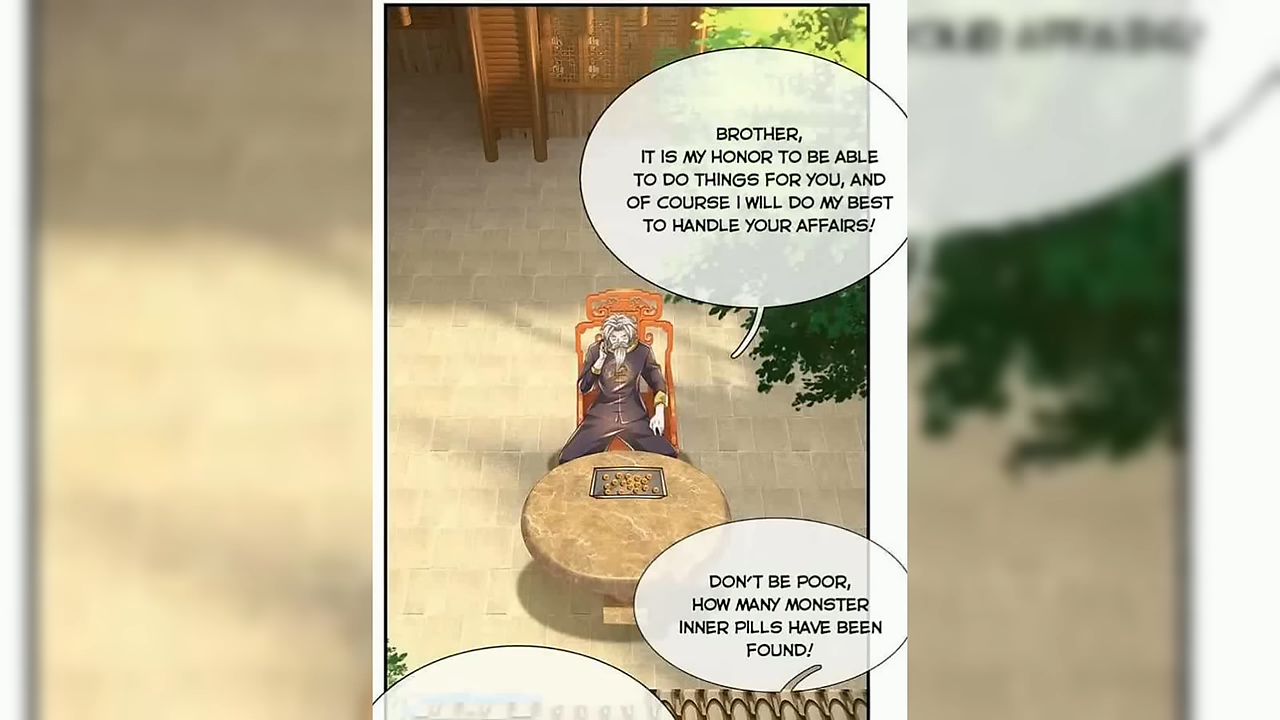 BROTHER,
IT IS MY HONOR TO BE ABLE
TO DO THINGS FOR YOU, AND
OF COURSE I WILL DO MY BEST
TO HANDLE YOUR AFFAIRS!
DON'T BE POOR,
HOW MANY MONSTER
INNER PILLS HAVE BEEN
FOUND!